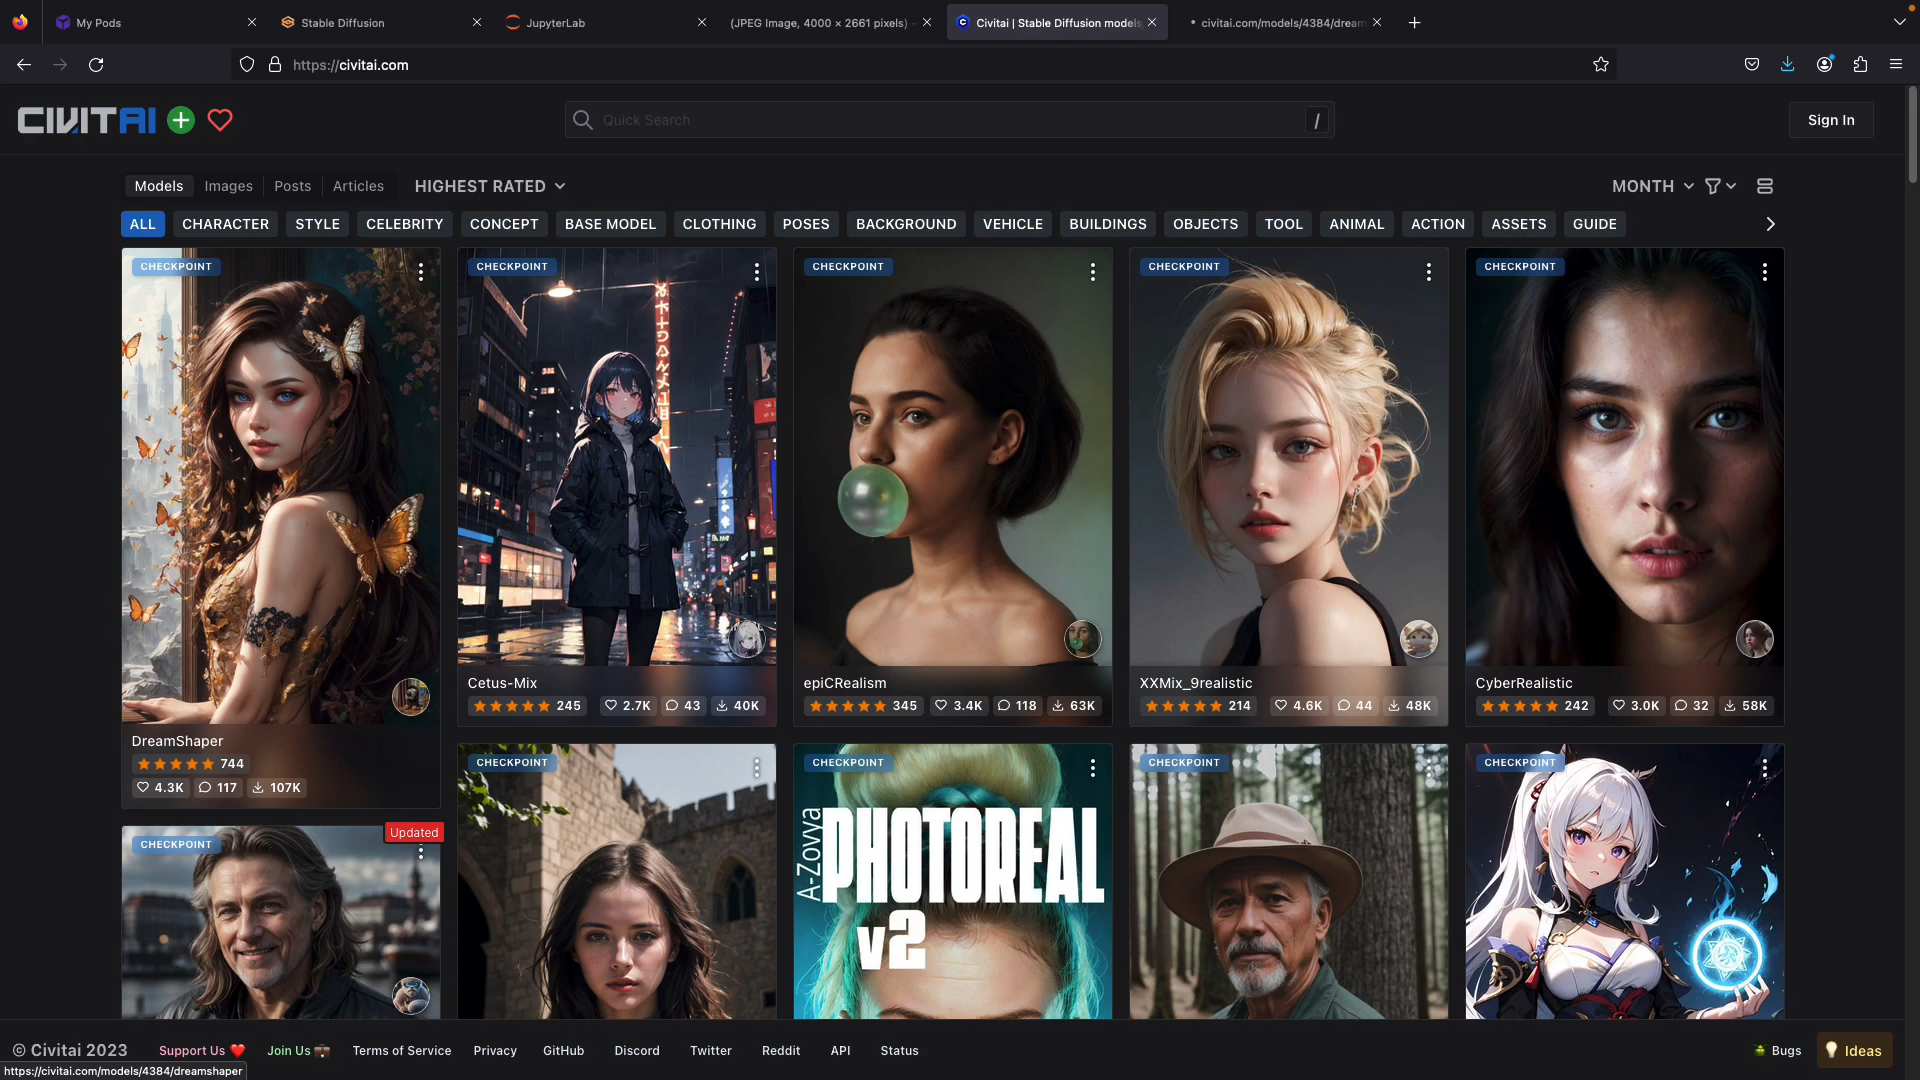 My Pods
Stable Diffusion
JupyterLab
(JPEG Image, 4000 × 2661 pixels) –
Civitai | Stable Diffusion models,
civitai.com/models/4384/dream
https://civitai.com
CIVITAI
Quick Search
/
Sign In
Models
Images
Posts
Articles
HIGHEST RATED
MONTH
ALL
CHARACTER
STYLE
CELEBRITY
CONCEPT
BASE MODEL
CLOTHING
POSES
BACKGROUND
VEHICLE
BUILDINGS
OBJECTS
TOOL
ANIMAL
ACTION
ASSETS
GUIDE
CHECKPOINT
CHECKPOINT
CHECKPOINT
CHECKPOINT
CHECKPOINT
Cetus-Mix
245 2.7K 43 40K
epiCRealism
345 3.4K 118 63K
XXMix_9realistic
214 4.6K 44 48K
CyberRealistic
242 3.0K 32 58K
DreamShaper
744
4.3K 117 107K
Updated
CHECKPOINT
CHECKPOINT
CHECKPOINT
CHECKPOINT
CHECKPOINT
A-Zovya
PHOTOREAL
v2
© Civitai 2023
Support Us
Join Us
Terms of Service
Privacy
GitHub
Discord
Twitter
Reddit
API
Status
Bugs
Ideas
https://civitai.com/models/4384/dreamshaper